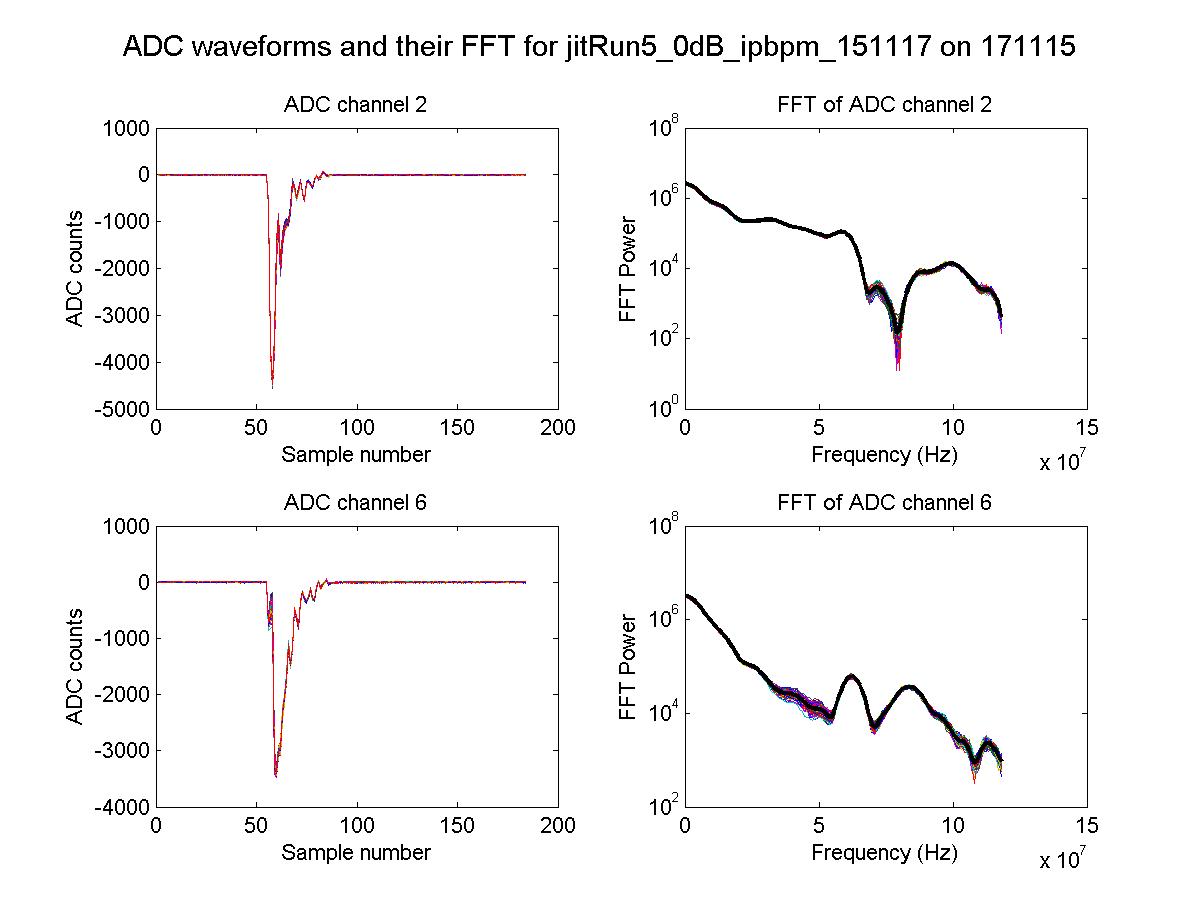 ADC waveforms and their FFT for jitRun5_0dB_ipbpm_151117 on 171115
ADC channel 2
1000
0
-1000
-2000
-3000
-4000
-5000
ADC counts
0 50 100 150 200
Sample number
FFT of ADC channel 2
10^8
10^6
10^4
10^2
10^0
FFT Power
0 5 10 15
Frequency (Hz)
x 10^7
ADC channel 6
1000
0
-1000
-2000
-3000
-4000
ADC counts
0 50 100 150 200
Sample number
FFT of ADC channel 6
10^8
10^6
10^4
10^2
FFT Power
0 5 10 15
Frequency (Hz)
x 10^7